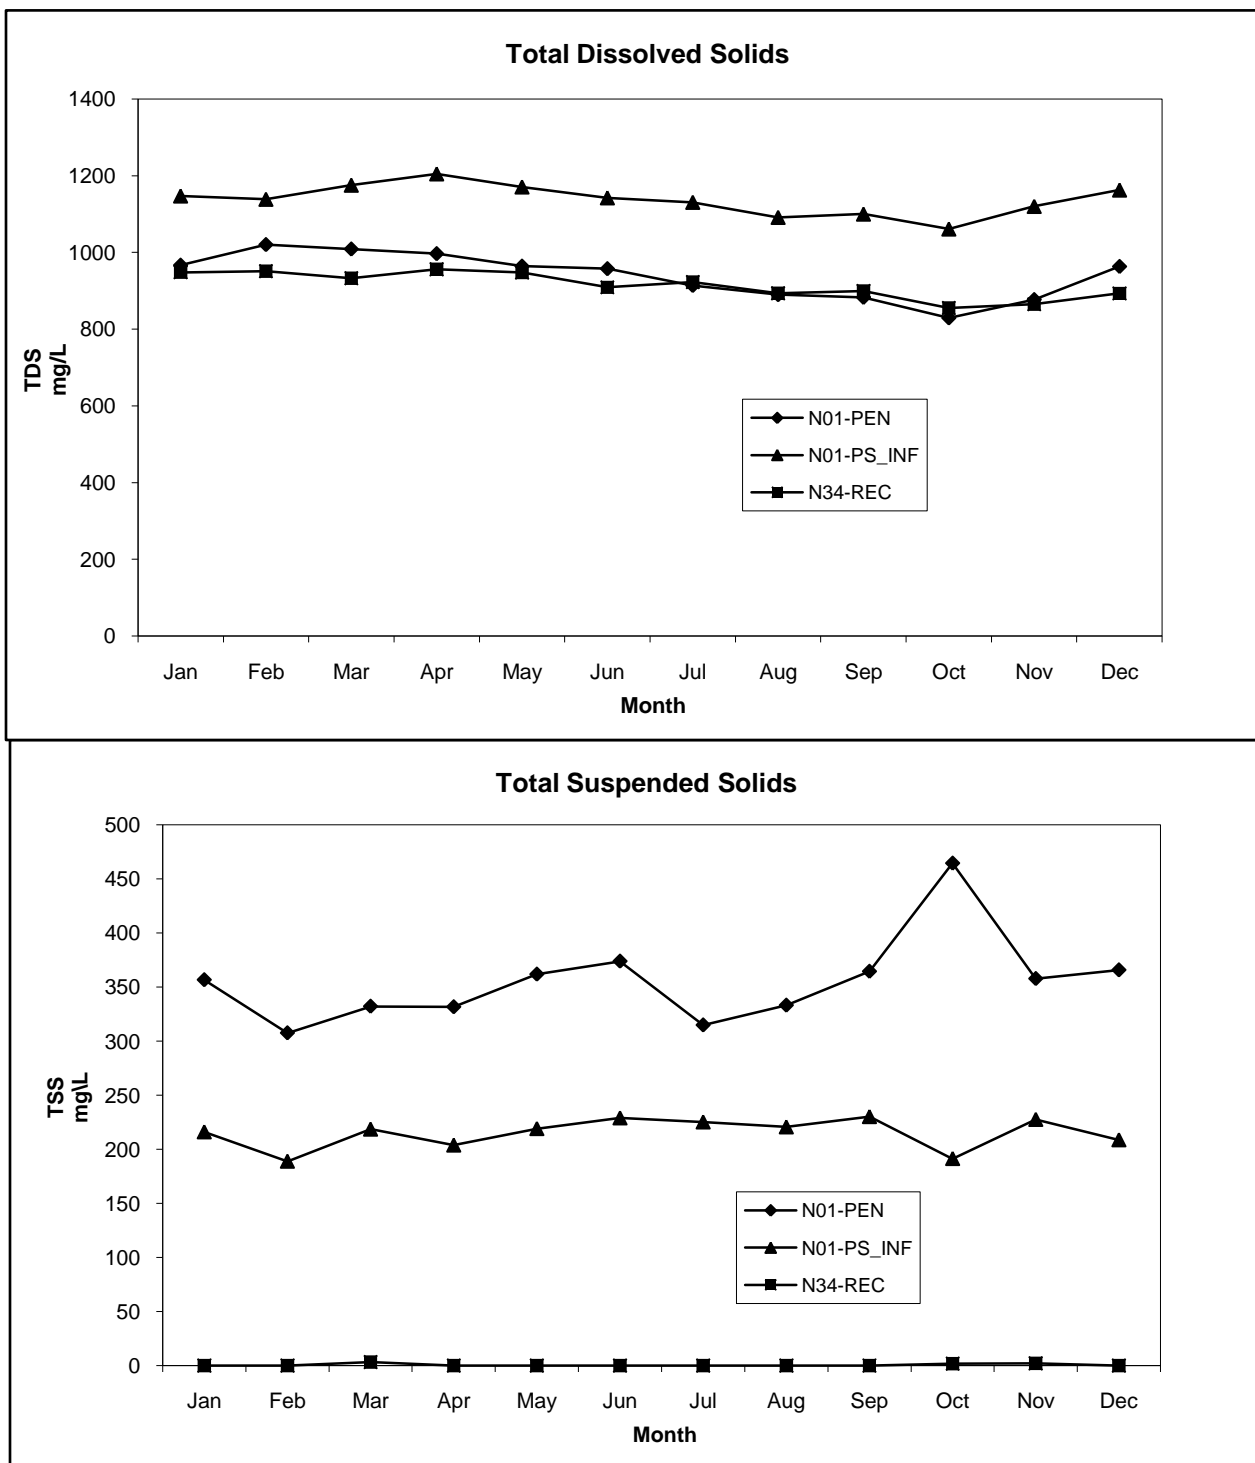 Total Dissolved Solids
1400
1200
1000
800
600
400
200
0
TDS
mg/L
N01-PEN
N01-PS_INF
N34-REC
Jan Feb Mar Apr May Jun Jul Aug Sep Oct Nov Dec
Month
Total Suspended Solids
500
450
400
350
300
250
200
150
100
50
0
TSS
mg\L
N01-PEN
N01-PS_INF
N34-REC
Jan Feb Mar Apr May Jun Jul Aug Sep Oct Nov Dec
Month